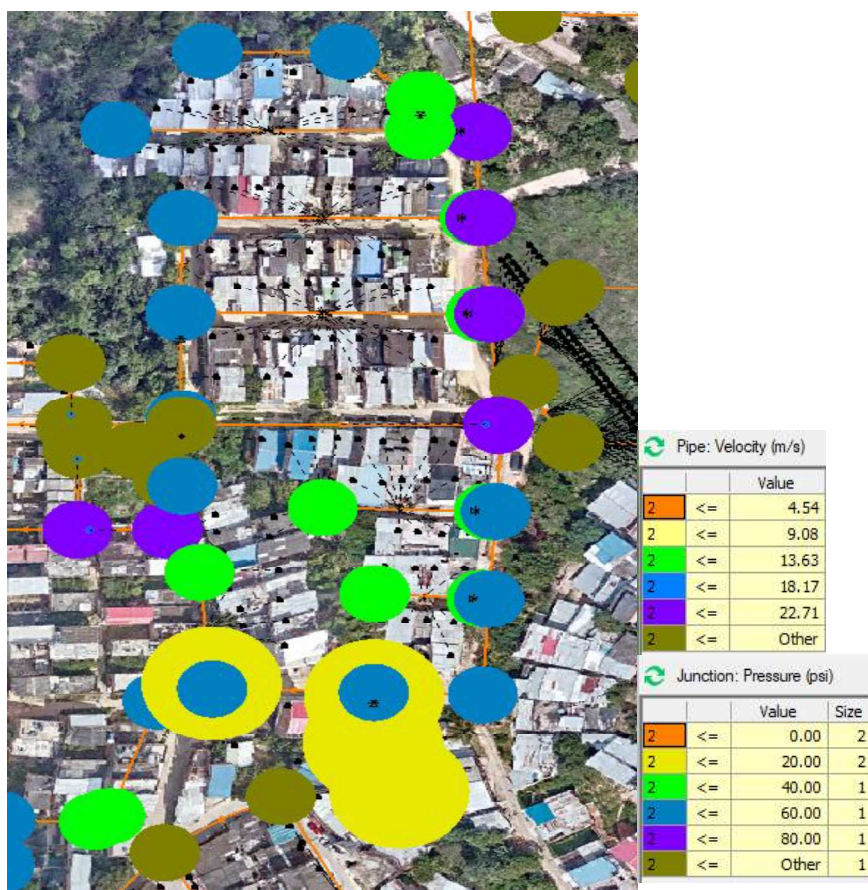 Pipe: Velocity (m/s)
Value
2 <= 4.54
2 <= 9.08
2 <= 13.63
2 <= 18.17
2 <= 22.71
2 <= Other
Junction: Pressure (psi)
Value Size
2 <= 0.00 2
2 <= 20.00 2
2 <= 40.00 1
2 <= 60.00 1
2 <= 80.00 1
2 <= Other 1